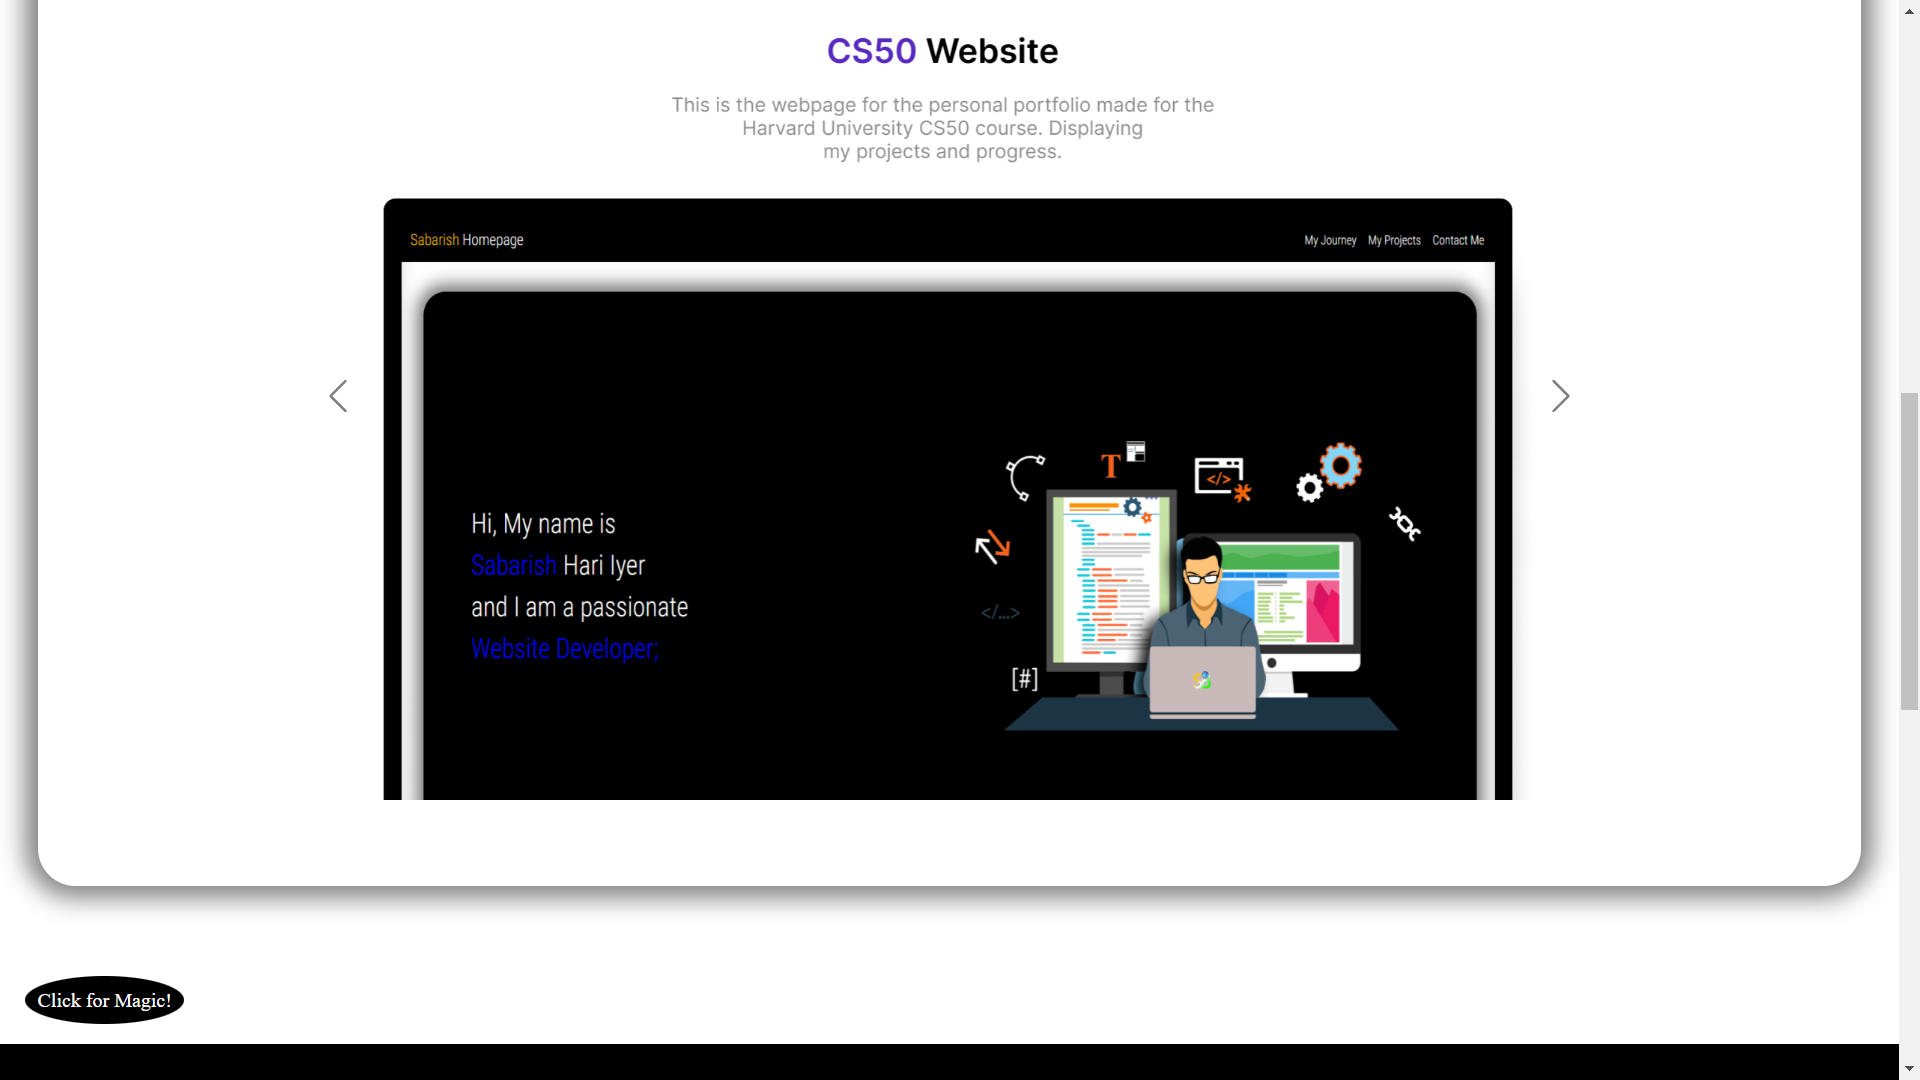 CS50 Website
This is the webpage for the personal portfolio made for the
Harvard University CS50 course. Displaying
my projects and progress.
Sabarish Homepage
My Journey My Projects Contact Me
T
</>
Hi, My name is
Sabarish Hari Iyer
and I am a passionate
Website Developer;
</...>
[#]
Click for Magic!